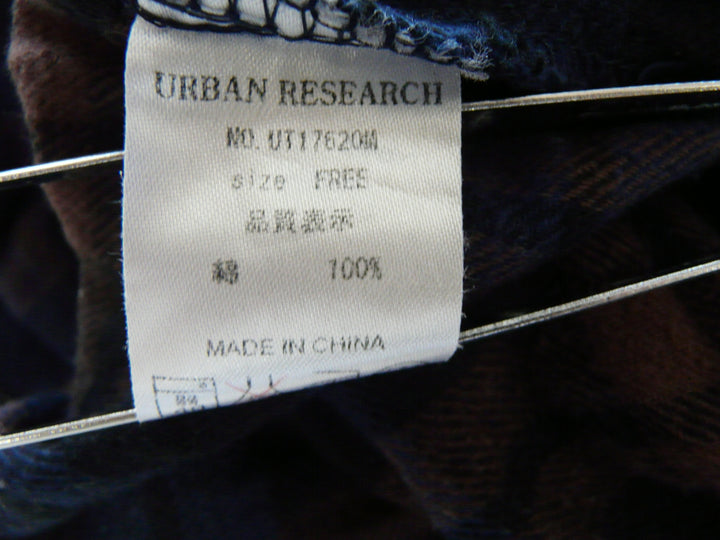 URBAN RESEARCH
NO. UT17620M
size FREE
品質表示
綿 100%
MADE IN CHINA